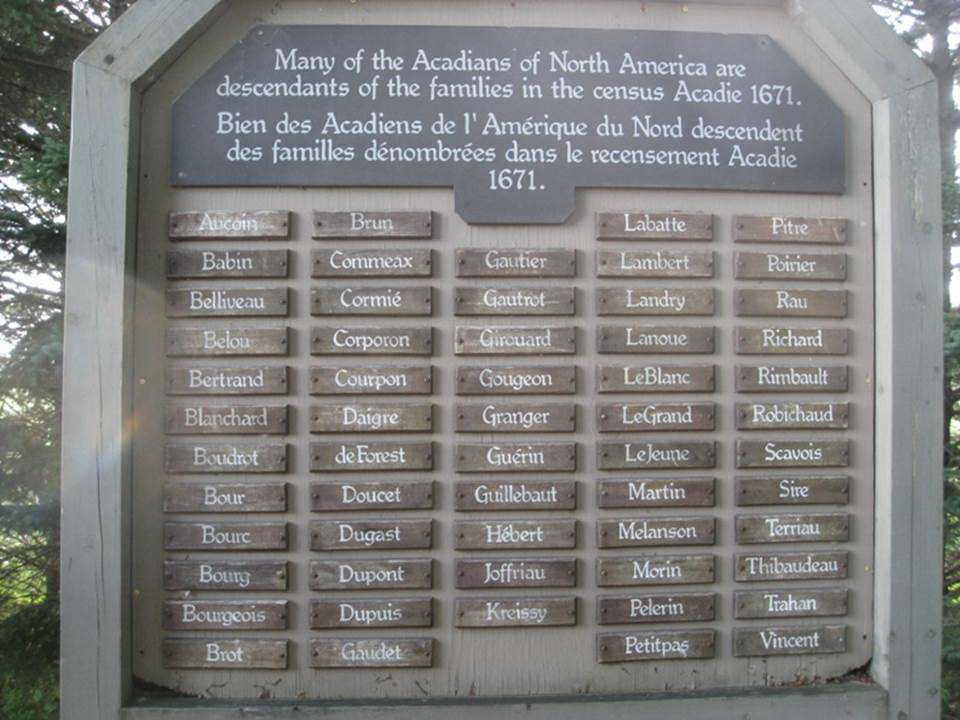 Many of the Acadians of North America are
descendants of the families in the census Acadie 1671.
Bien des Acadiens de l'Amérique du Nord descendent
des familles dénombrées dans le recensement Acadie
1671.
Aucoin
Babin
Belliveau
Belou
Bertrand
Blanchard
Boudrot
Bour
Bourc
Bourg
Bourgeois
Brot
Brun
Commeax
Cormié
Corporon
Courpon
Daigre
deForest
Doucet
Dugast
Dupont
Dupuis
Gaudet
Gautier
Gautrot
Girouard
Gougeon
Granger
Guérin
Guillebaut
Hébert
Joffriau
Kreissy
Labatte
Lambert
Landry
Lanoue
LeBlanc
LeGrand
LeJeune
Martin
Melanson
Morin
Pelerin
Petitpas
Pitre
Poirier
Rau
Richard
Rimbault
Robichaud
Scavois
Sire
Terriau
Thibaudeau
Trahan
Vincent